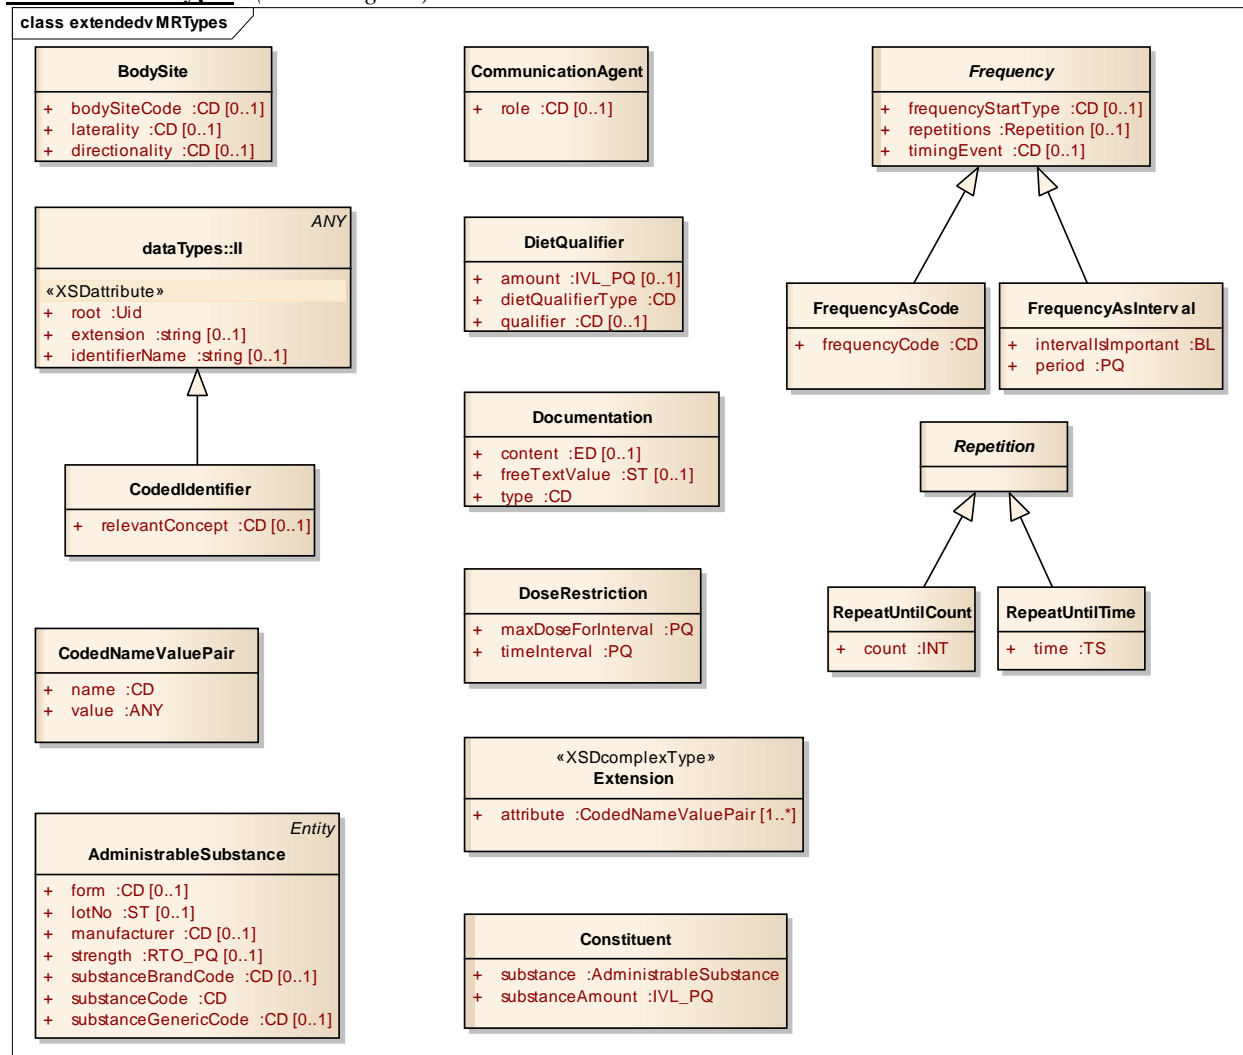 class extendedvMRTypes
BodySite
+ bodySiteCode :CD [0..1]
+ laterality :CD [0..1]
+ directionality :CD [0..1]
ANY
dataTypes::II
«XSDattribute»
+ root :Uid
+ extension :string [0..1]
+ identifierName :string [0..1]
CodedIdentifier
+ relevantConcept :CD [0..1]
CodedNameValuePair
+ name :CD
+ value :ANY
Entity
AdministrableSubstance
+ form :CD [0..1]
+ lotNo :ST [0..1]
+ manufacturer :CD [0..1]
+ strength :RTO_PQ [0..1]
+ substanceBrandCode :CD [0..1]
+ substanceCode :CD
+ substanceGenericCode :CD [0..1]
CommunicationAgent
+ role :CD [0..1]
DietQualifier
+ amount :IVL_PQ [0..1]
+ dietQualifierType :CD
+ qualifier :CD [0..1]
Documentation
+ content :ED [0..1]
+ freeTextValue :ST [0..1]
+ type :CD
DoseRestriction
+ maxDoseForInterval :PQ
+ timeInterval :PQ
«XSDcomplexType»
Extension
+ attribute :CodedNameValuePair [1..*]
Constituent
+ substance :AdministrableSubstance
+ substanceAmount :IVL_PQ
Frequency
+ frequencyStartType :CD [0..1]
+ repetitions :Repetition [0..1]
+ timingEvent :CD [0..1]
FrequencyAsCode
+ frequencyCode :CD
FrequencyAsInterval
+ intervalIsImportant :BL
+ period :PQ
Repetition
RepeatUntilCount
+ count :INT
RepeatUntilTime
+ time :TS